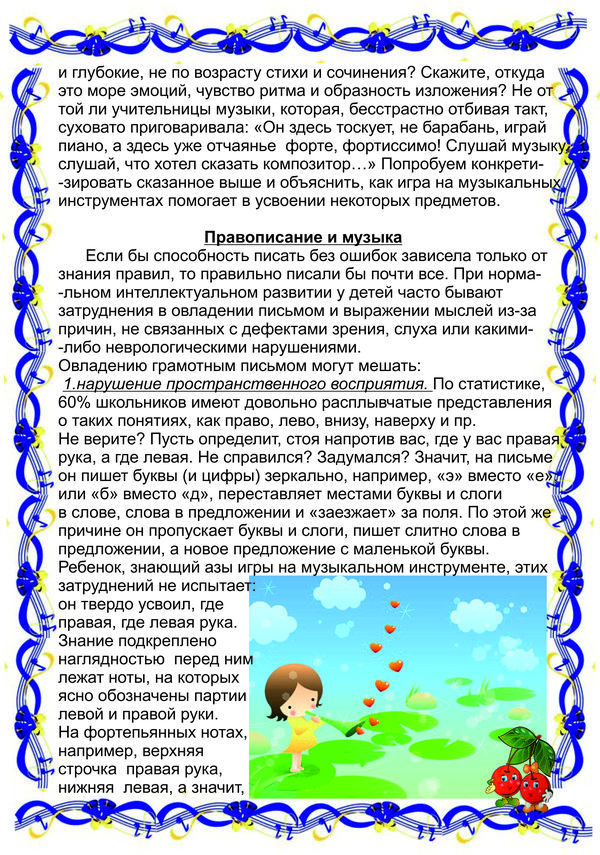 и глубокие, не по возрасту стихи и сочинения? Скажите, откуда
это море эмоций, чувство ритма и образность изложения? Не от
той ли учительницы музыки, которая, бесстрастно отбивая такт,
суховато приговаривала: «Он здесь тоскует, не барабань, играй
пиано, а здесь уже отчаянье форте, фортиссимо! Слушай музыку,
слушай, что хотел сказать композитор…» Попробуем конкрети-
-зировать сказанное выше и объяснить, как игра на музыкальных
инструментах помогает в усвоении некоторых предметов.
Правописание и музыка
Если бы способность писать без ошибок зависела только от
знания правил, то правильно писали бы почти все. При норма-
-льном интеллектуальном развитии у детей часто бывают
затруднения в овладении письмом и выражении мыслей из-за
причин, не связанных с дефектами зрения, слуха или какими-
-либо неврологическими нарушениями.
Овладению грамотным письмом могут мешать:
1.нарушение пространственного восприятия. По статистике,
60% школьников имеют довольно расплывчатые представления
о таких понятиях, как право, лево, внизу, наверху и пр.
Не верите? Пусть определит, стоя напротив вас, где у вас правая
рука, а где левая. Не справился? Задумался? Значит, на письме
он пишет буквы (и цифры) зеркально, например, «э» вместо «е»,
или «б» вместо «д», переставляет местами буквы и слоги
в слове, слова в предложении и «заезжает» за поля. По этой же
причине он пропускает буквы и слоги, пишет слитно слова в
предложении, а новое предложение с маленькой буквы.
Ребенок, знающий азы игры на музыкальном инструменте, этих
затруднений не испытает:
он твердо усвоил, где
правая, где левая рука.
Знание подкреплено
наглядностью перед ним
лежат ноты, на которых
ясно обозначены партии
левой и правой руки.
На фортепьянных нотах,
например, верхняя
строчка правая рука,
нижняя левая, а значит,